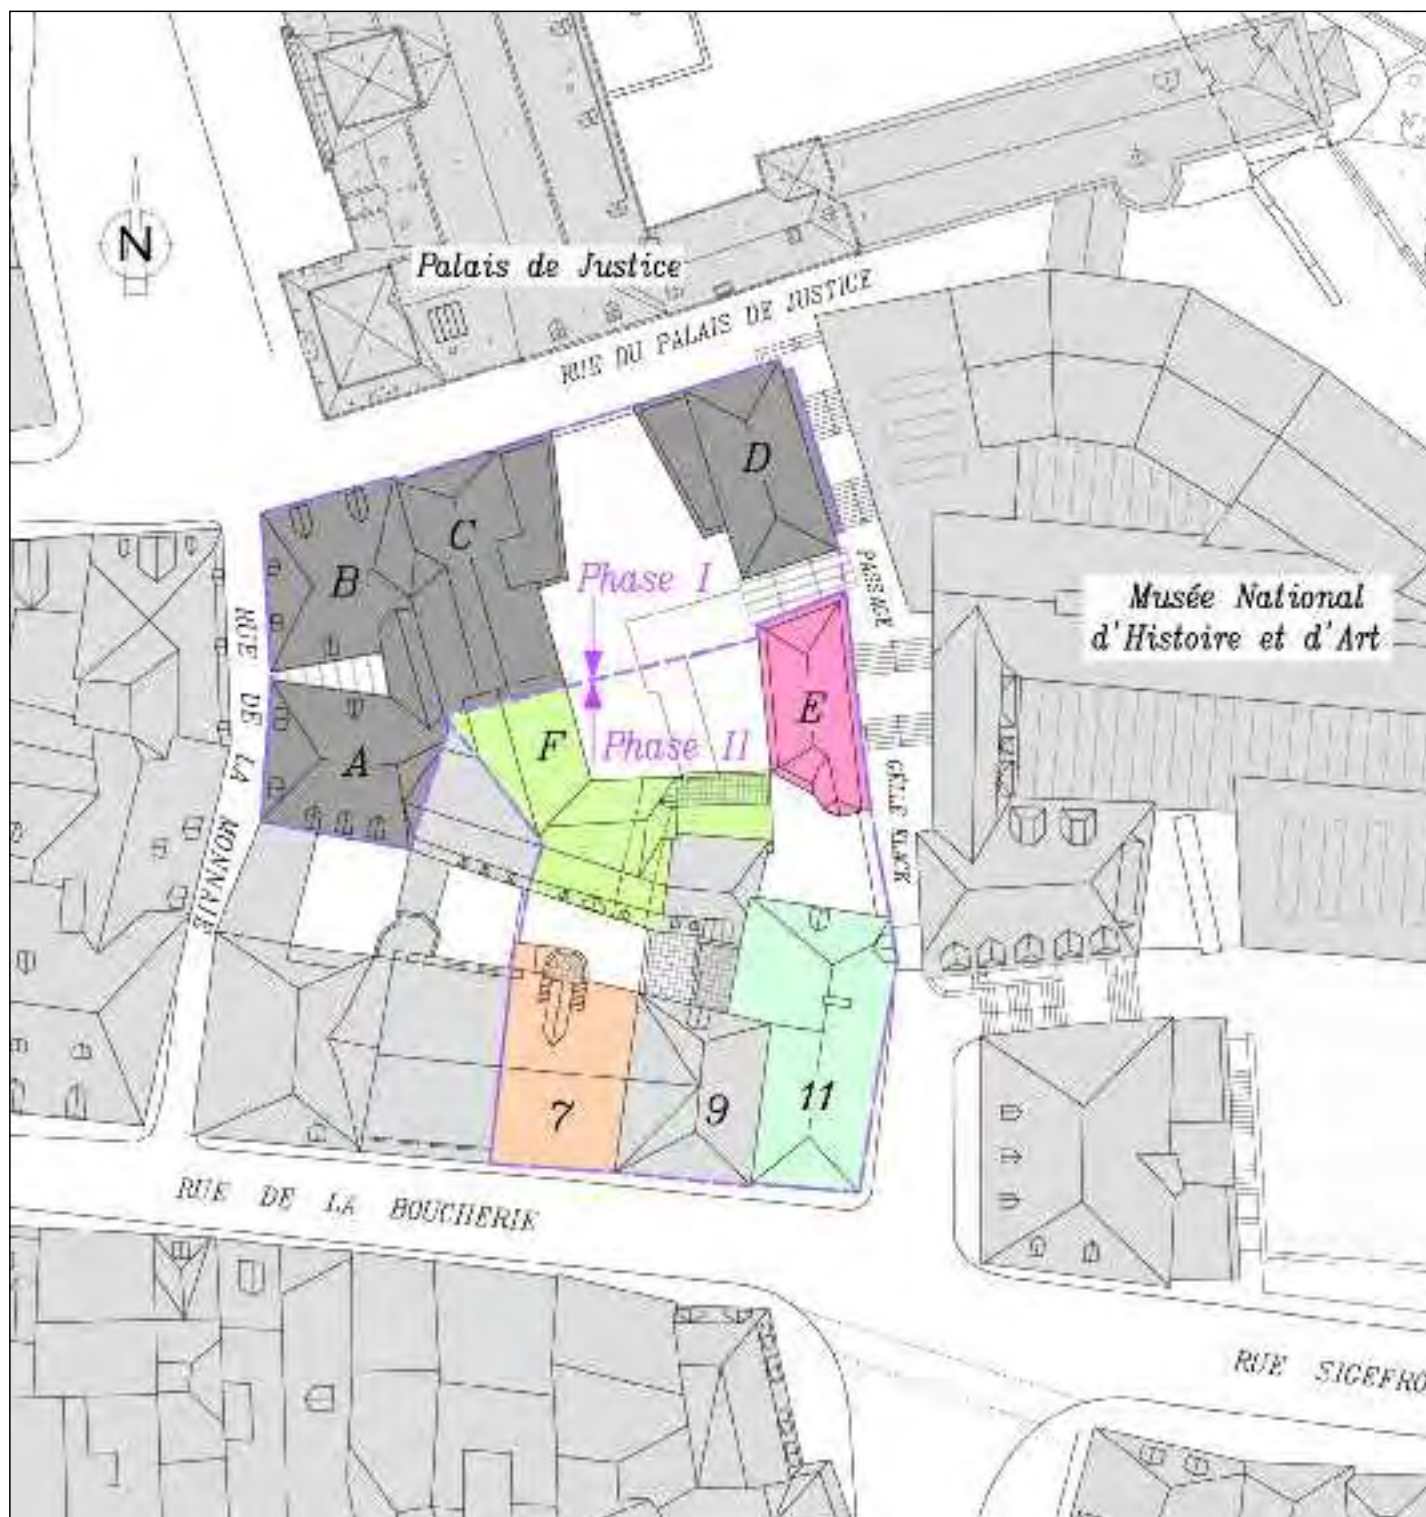 N
Palais de Justice
RUE DU PALAIS DE JUSTICE
D
C
B
Phase I
PASSAGE
Musée National
d'Histoire et d'Art
RUE DE LA MONNAIE
E
F
Phase II
A
7
9
11
RUE DE LA BOUCHERIE
RUE SIGEFRO